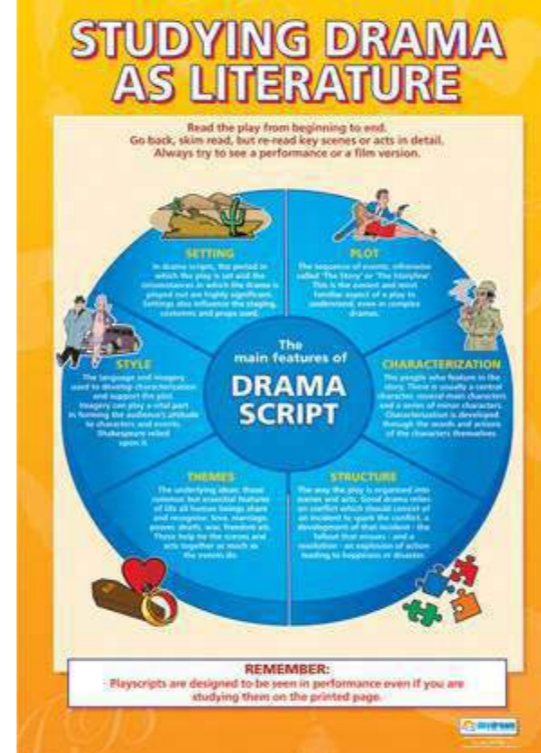 STUDYING DRAMA
AS LITERATURE
Read the play from beginning to end.
Go back, skim read, but re-read key scenes or acts in detail.
Always try to see a performance or a film version.
SETTING
In drama scripts, the period in
which the play is set and the
circumstances in which the drama is
played out are highly significant.
Settings also influence the staging,
costumes and props used.
PLOT
The sequence of events, otherwise
called 'The Story' or 'The Storyline'.
This is the easiest and most
familiar aspect of a play to
understand, even in complex
dramas.
STYLE
The language and imagery
used to develop characterisation
and support the plot.
Imagery can play a vital part
in forming the audience's attitude
to characters and events.
Shakespeare relied
upon it.
The
main features of
DRAMA
SCRIPT
CHARACTERIZATION
The people who feature in the
story. There is usually a central
character, several main characters
and a series of minor characters.
Characterization is developed
through the words and actions
of the characters themselves.
THEMES
The underlying ideas, those
common but essential features
of life all human beings share
and recognise: love, marriage,
power, death, war, freedom etc.
These help tie the scenes and
acts together as much as
the events do.
STRUCTURE
The way the play is organised into
scenes and acts. Good drama relies
on conflict which should consist of
an incident to spark the conflict, a
development of that incident - the
fallout that ensues - and a
resolution - an explosion of action
leading to happiness or disaster.
REMEMBER:
Playscripts are designed to be seen in performance even if you are
studying them on the printed page.
daydream